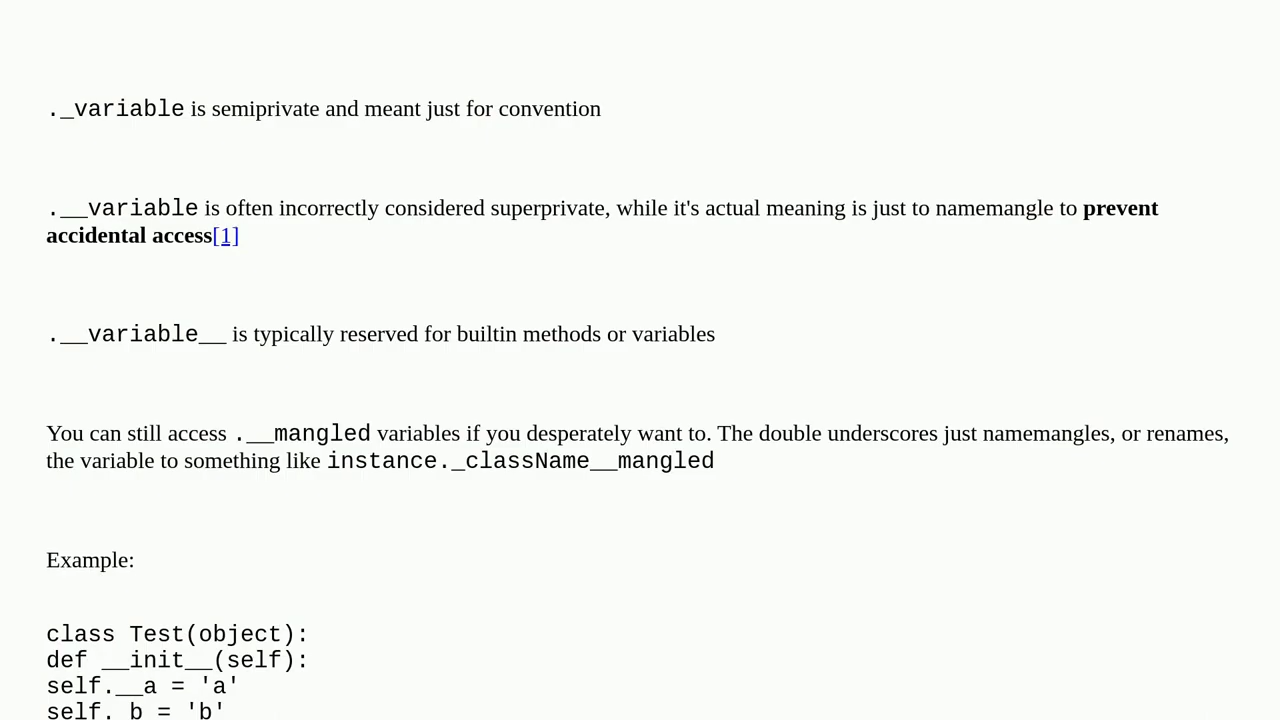 ._variable is semiprivate and meant just for convention
.__variable is often incorrectly considered superprivate, while it's actual meaning is just to namemangle to prevent
accidental access[1]
.__variable__ is typically reserved for builtin methods or variables
You can still access .__mangled variables if you desperately want to. The double underscores just namemangles, or renames,
the variable to something like instance._className__mangled
Example:
class Test(object):
def __init__(self):
self.__a = 'a'
self._b = 'b'